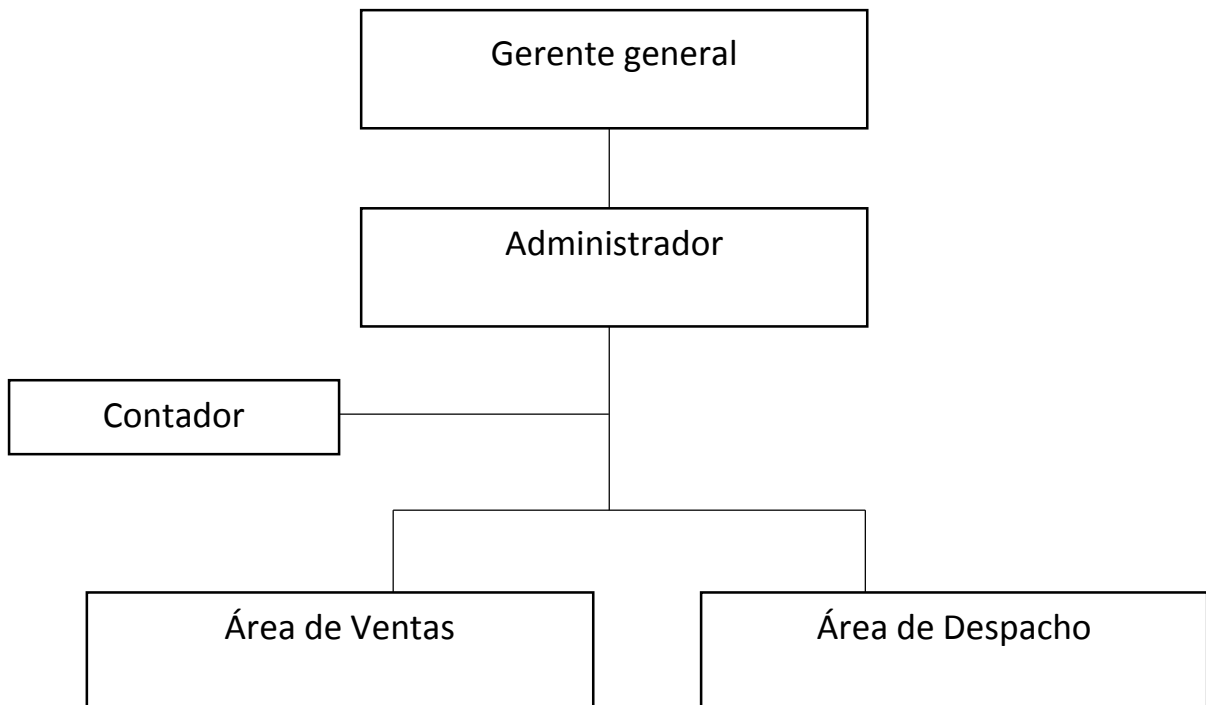 Gerente general
Administrador
Contador
Área de Ventas
Área de Despacho